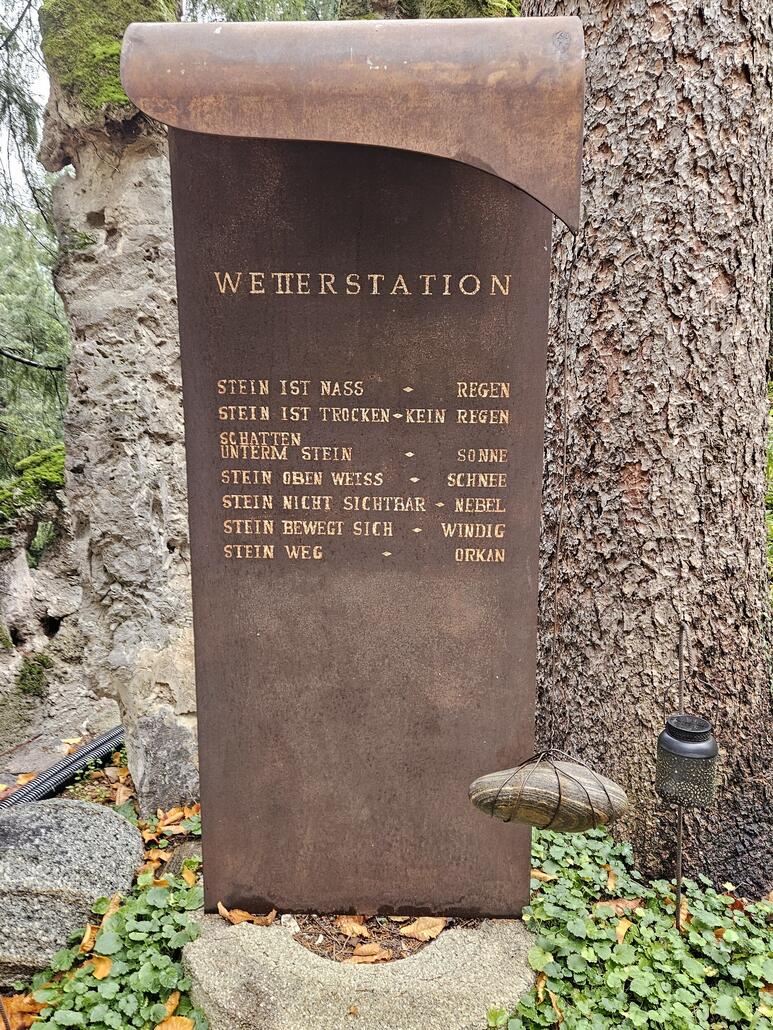 WETTERSTATION
STEIN IST NASS - REGEN
STEIN IST TROCKEN - KEIN REGEN
SCHATTEN
UNTERM STEIN - SONNE
STEIN OBEN WEISS - SCHNEE
STEIN NICHT SICHTBAR - NEBEL
STEIN BEWEGT SICH - WINDIG
STEIN WEG - ORKAN